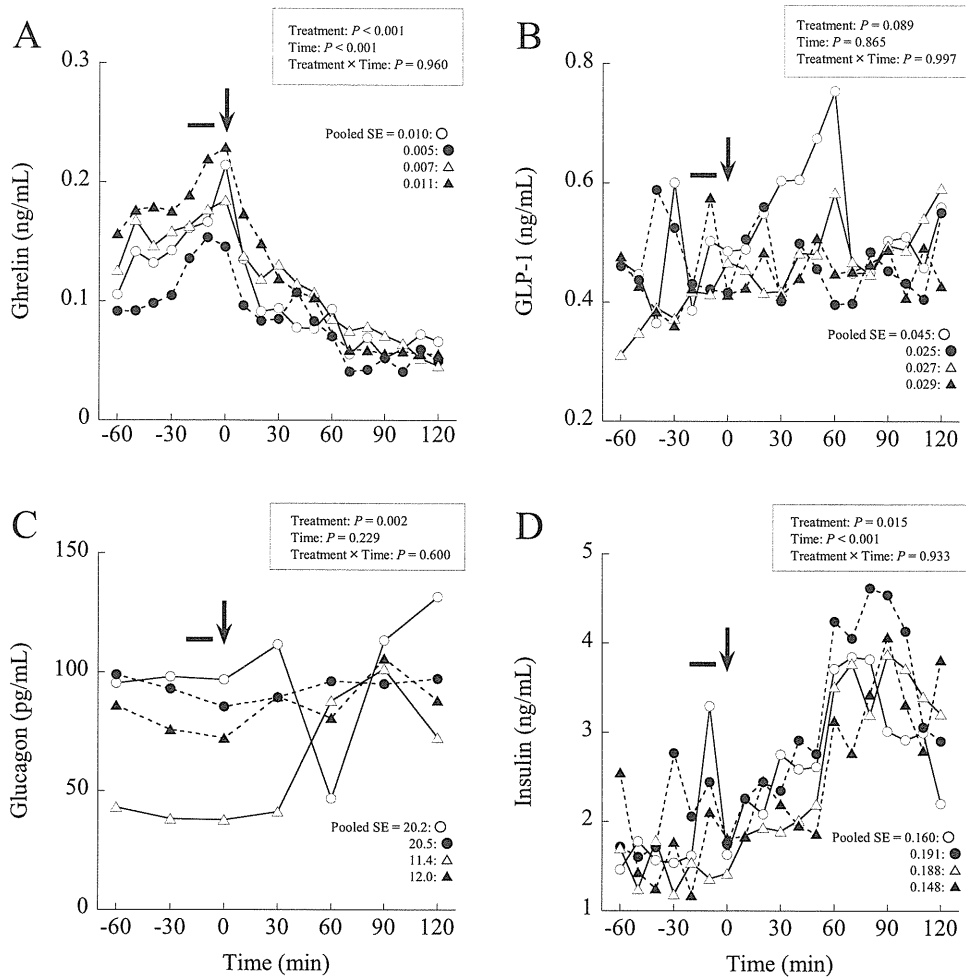 A
Treatment: P < 0.001
Time: P < 0.001
Treatment × Time: P = 0.960
0.3
0.2
0.1
0
Ghrelin (ng/mL)
Pooled SE = 0.010:
0.005:
0.007:
0.011:
-60 -30 0 30 60 90 120
B
Treatment: P = 0.089
Time: P = 0.865
Treatment × Time: P = 0.997
0.8
0.6
0.4
0.2
GLP-1 (ng/mL)
Pooled SE = 0.045:
0.025:
0.027:
0.029:
-60 -30 0 30 60 90 120
C
Treatment: P = 0.002
Time: P = 0.229
Treatment × Time: P = 0.600
150
100
50
0
Glucagon (pg/mL)
Pooled SE = 20.2:
20.5:
11.4:
12.0:
-60 -30 0 30 60 90 120
Time (min)
D
Treatment: P = 0.015
Time: P < 0.001
Treatment × Time: P = 0.933
5
4
3
2
1
Insulin (ng/mL)
Pooled SE = 0.160:
0.191:
0.188:
0.148:
-60 -30 0 30 60 90 120
Time (min)